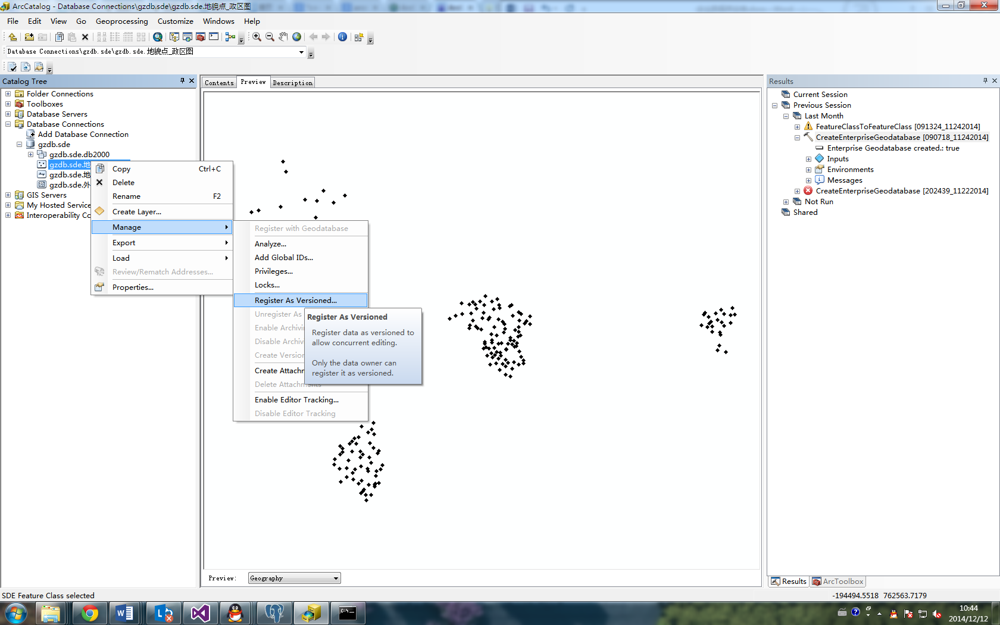 ArcCatalog - Database Connections\gzdb.sde\gzdb.sde.地貌点_政区图
File Edit View Go Geoprocessing Customize Windows Help
Database Connections\gzdb.sde\gzdb.sde.地貌点_政区图
Catalog Tree
Folder Connections
Toolboxes
Database Servers
Database Connections
Add Database Connection
gzdb.sde
gzdb.sde.db2000
gzdb.sde.地
gzdb.sde.地
gzdb.sde.外
GIS Servers
My Hosted Service
Interoperability Co
Copy Ctrl+C
Delete
Rename F2
Create Layer...
Manage
Export
Load
Review/Rematch Addresses...
Properties...
Register with Geodatabase
Analyze...
Add Global IDs...
Privileges...
Locks...
Register As Versioned...
Unregister As
Enable Archivi
Disable Archiv
Create Version
Create Attachm
Delete Attachments
Enable Editor Tracking...
Disable Editor Tracking
Register As Versioned
Register data as versioned to
allow concurrent editing.
Only the data owner can
register it as versioned.
Contents Preview Description
Preview: Geography
Results
Current Session
Previous Session
Last Month
FeatureClassToFeatureClass [091324_11242014]
CreateEnterpriseGeodatabase [090718_11242014]
Enterprise Geodatabase created.: true
Inputs
Environments
Messages
CreateEnterpriseGeodatabase [202439_11222014]
Not Run
Shared
Results ArcToolbox
SDE Feature Class selected
-194494.5518 762563.7179
10:44
2014/12/12